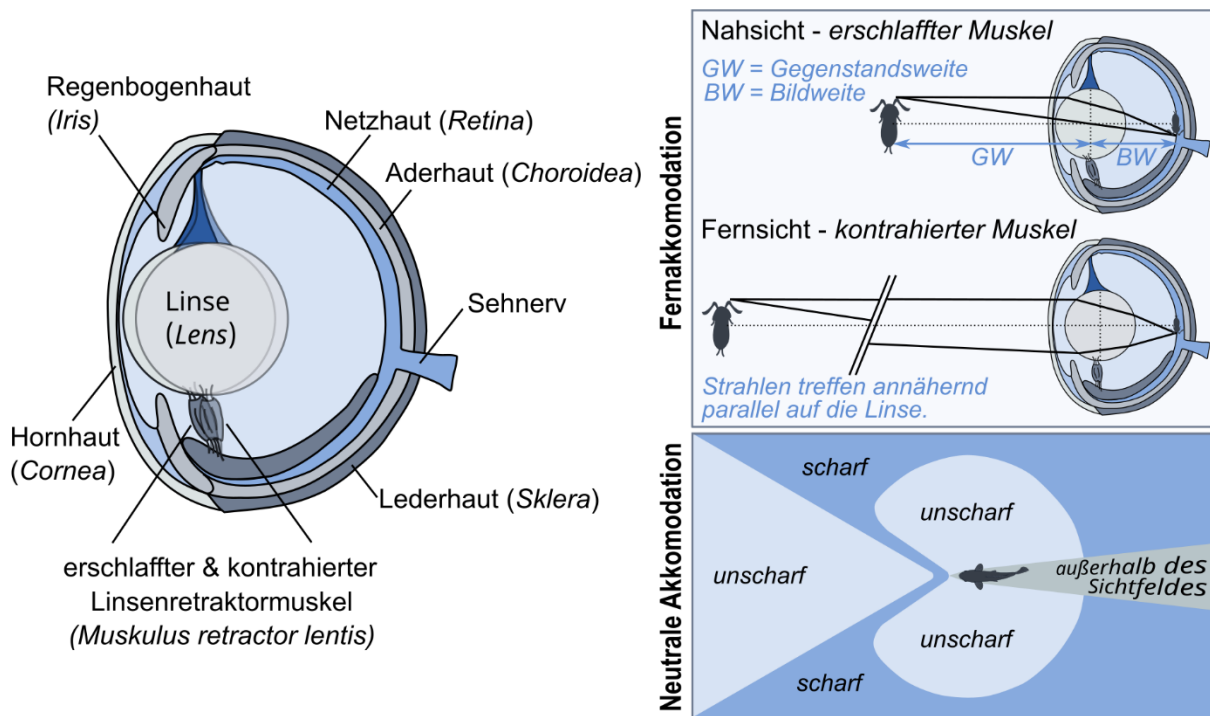 Regenbogenhaut
(Iris)
Netzhaut (Retina)
Aderhaut (Choroidea)
Linse
(Lens)
Sehnerv
Hornhaut
(Cornea)
Lederhaut (Sklera)
erschlaffter & kontrahierter
Linsenretraktormuskel
(Muskulus retractor lentis)
Fernakkomodation
Nahsicht - erschlaffter Muskel
GW = Gegenstandsweite
BW = Bildweite
GW
BW
Fernsicht - kontrahierter Muskel
Strahlen treffen annähernd
parallel auf die Linse.
Neutrale Akkomodation
scharf
unscharf
unscharf
außerhalb des
Sichtfeldes
unscharf
scharf